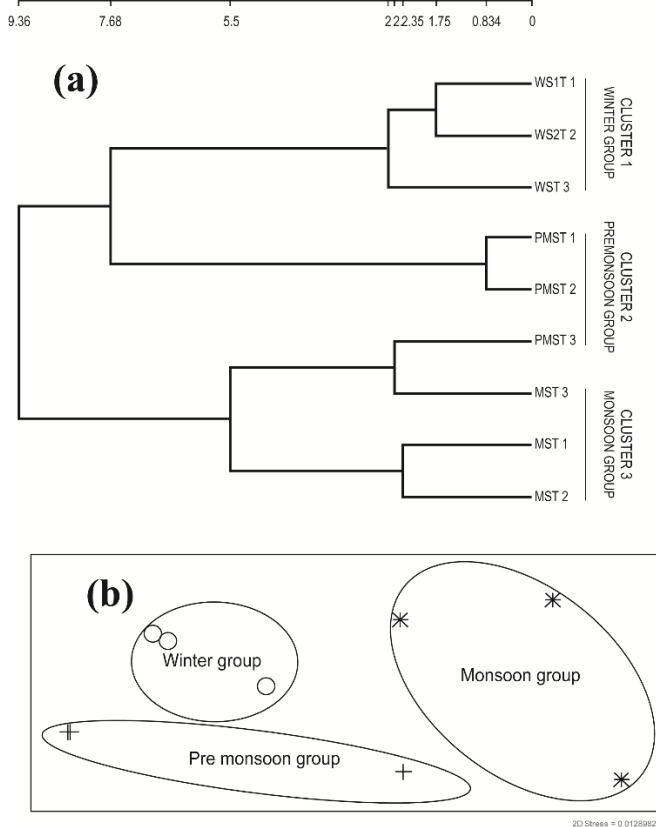 9.36 7.68 5.5 2 22.35 1.75 0.834 0
(a)
WS1T 1
WS2T 2
WST 3
CLUSTER 1
WINTER GROUP
PMST 1
PMST 2
PMST 3
CLUSTER 2
PREMONSOON GROUP
MST 3
MST 1
MST 2
CLUSTER 3
MONSOON GROUP
(b)
Winter group
Monsoon group
Pre monsoon group
2D Stress = 0.0128982